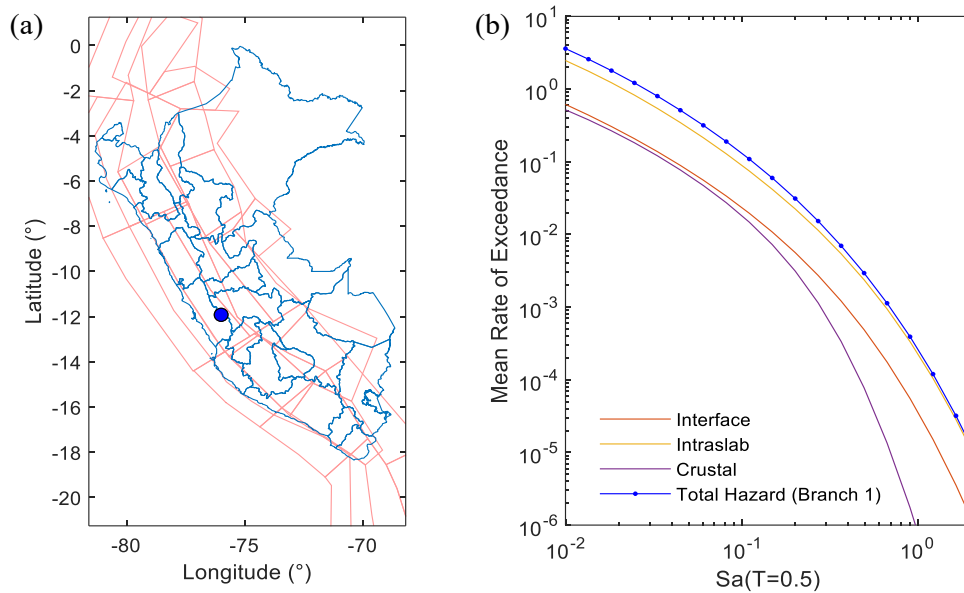 (a)
0
-2
-4
-6
-8
-10
-12
-14
-16
-18
-20
Latitude (°)
-80 -75 -70
Longitude (°)
(b)
10^1
10^0
10^-1
10^-2
10^-3
10^-4
10^-5
10^-6
Mean Rate of Exceedance
Interface
Intraslab
Crustal
Total Hazard (Branch 1)
10^-2 10^-1 10^0
Sa(T=0.5)